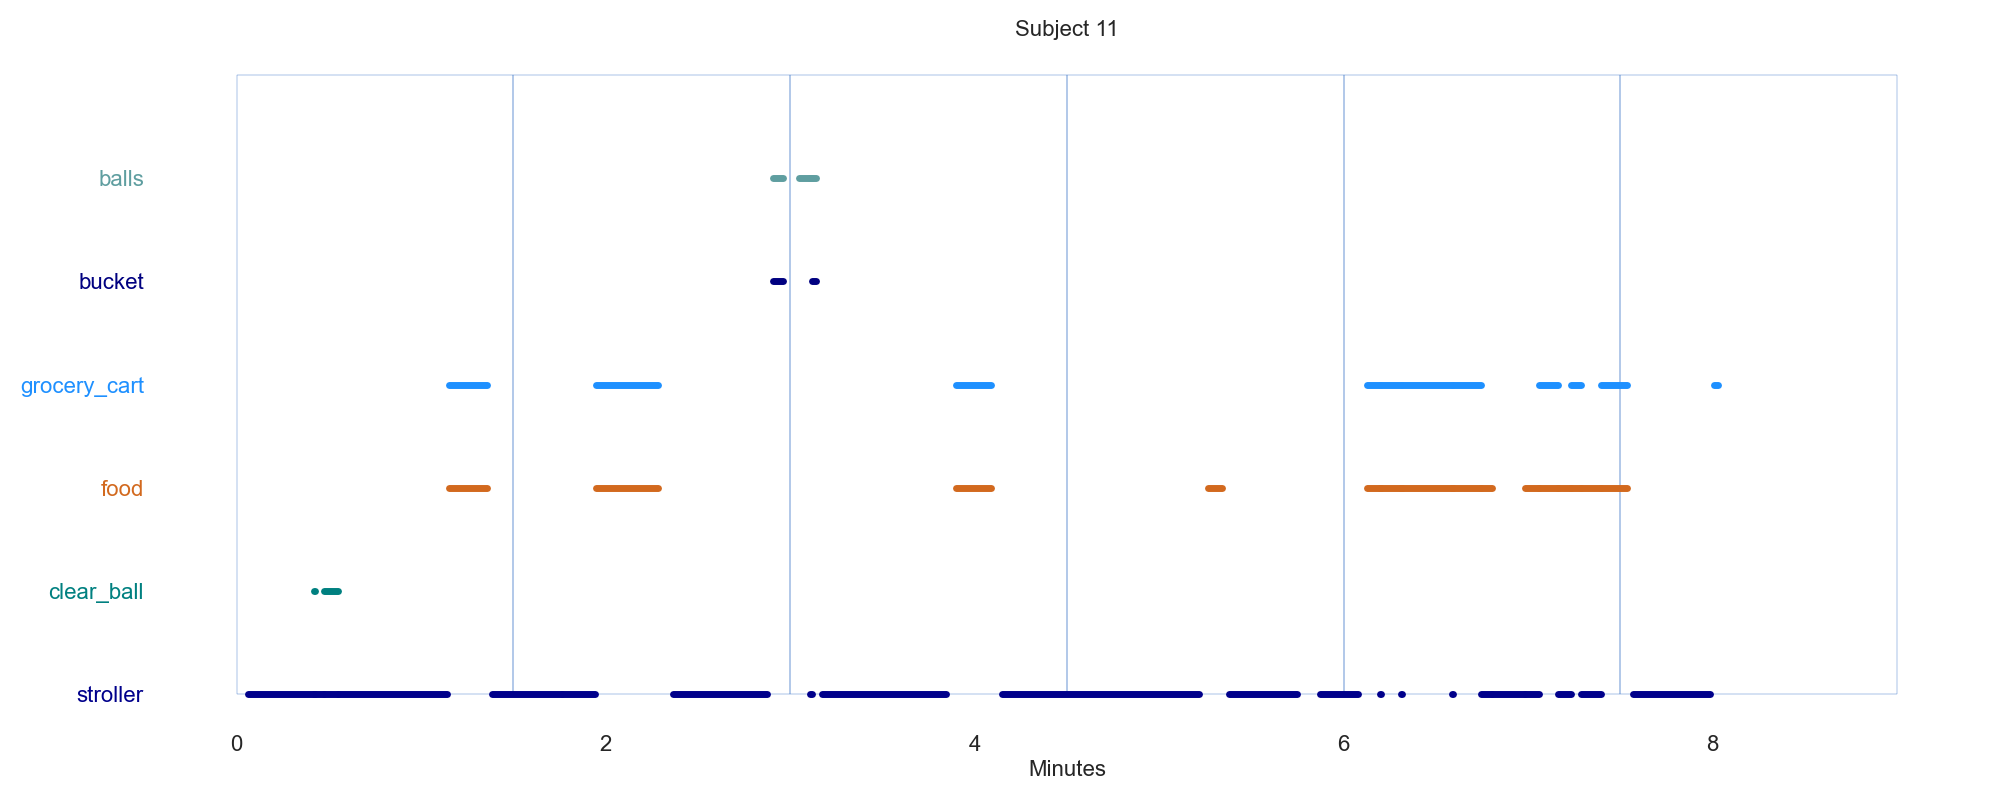 Subject 11
balls
bucket
grocery_cart
food
clear_ball
stroller
0 2 4 6 8
Minutes